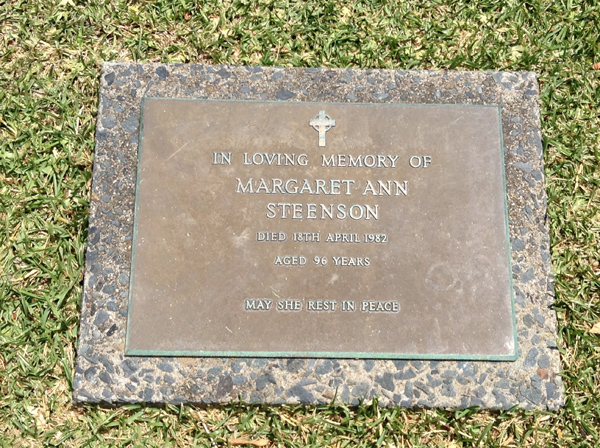 IN LOVING MEMORY OF
MARGARET ANN
STEENSON
DIED 18TH APRIL 1982
AGED 96 YEARS
MAY SHE REST IN PEACE